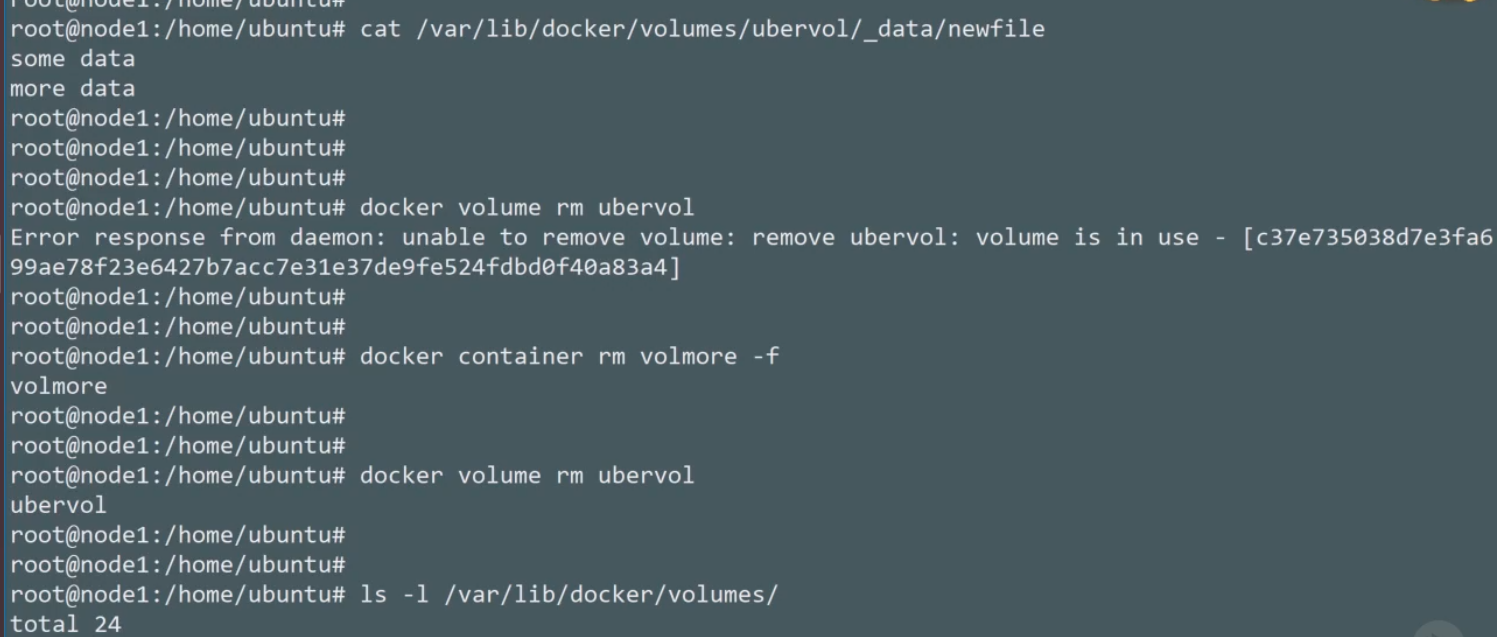 root@node1:/home/ubuntu#
root@node1:/home/ubuntu# cat /var/lib/docker/volumes/ubervol/_data/newfile
some data
more data
root@node1:/home/ubuntu#
root@node1:/home/ubuntu#
root@node1:/home/ubuntu#
root@node1:/home/ubuntu# docker volume rm ubervol
Error response from daemon: unable to remove volume: remove ubervol: volume is in use - [c37e735038d7e3fa6
99ae78f23e6427b7acc7e31e37de9fe524fdbd0f40a83a4]
root@node1:/home/ubuntu#
root@node1:/home/ubuntu#
root@node1:/home/ubuntu# docker container rm volmore -f
volmore
root@node1:/home/ubuntu#
root@node1:/home/ubuntu#
root@node1:/home/ubuntu# docker volume rm ubervol
ubervol
root@node1:/home/ubuntu#
root@node1:/home/ubuntu#
root@node1:/home/ubuntu# ls -l /var/lib/docker/volumes/
total 24